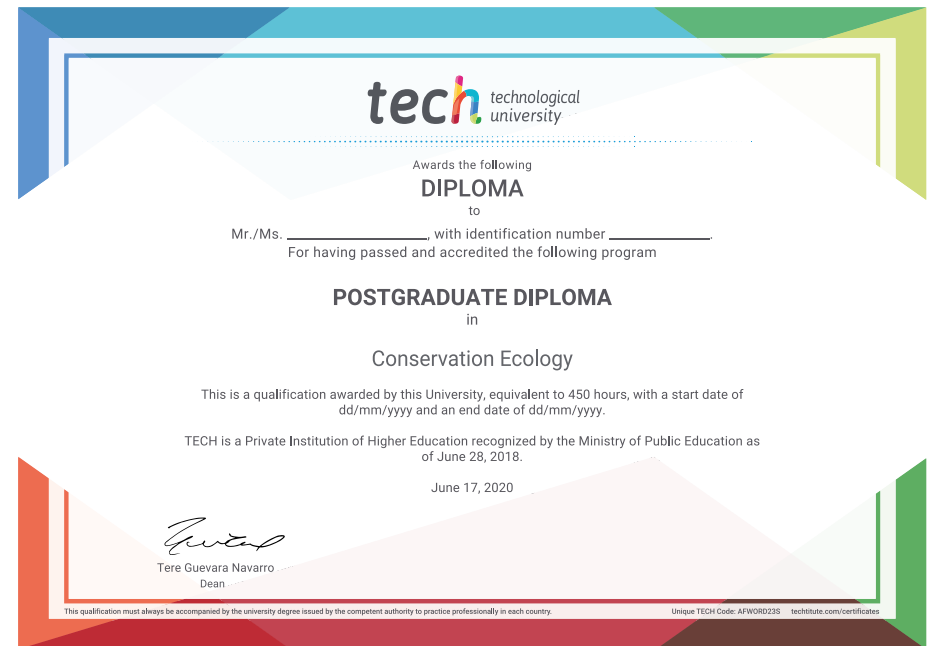 tech technological
university
Awards the following
DIPLOMA
to
Mr./Ms. ____________________, with identification number ______________.
For having passed and accredited the following program
POSTGRADUATE DIPLOMA
in
Conservation Ecology
This is a qualification awarded by this University, equivalent to 450 hours, with a start date of
dd/mm/yyyy and an end date of dd/mm/yyyy.
TECH is a Private Institution of Higher Education recognized by the Ministry of Public Education as
of June 28, 2018.
June 17, 2020
Tere Guevara Navarro
Dean
This qualification must always be accompanied by the university degree issued by the competent authority to practice professionally in each country. Unique TECH Code: AFWORD23S techtitute.com/certificates